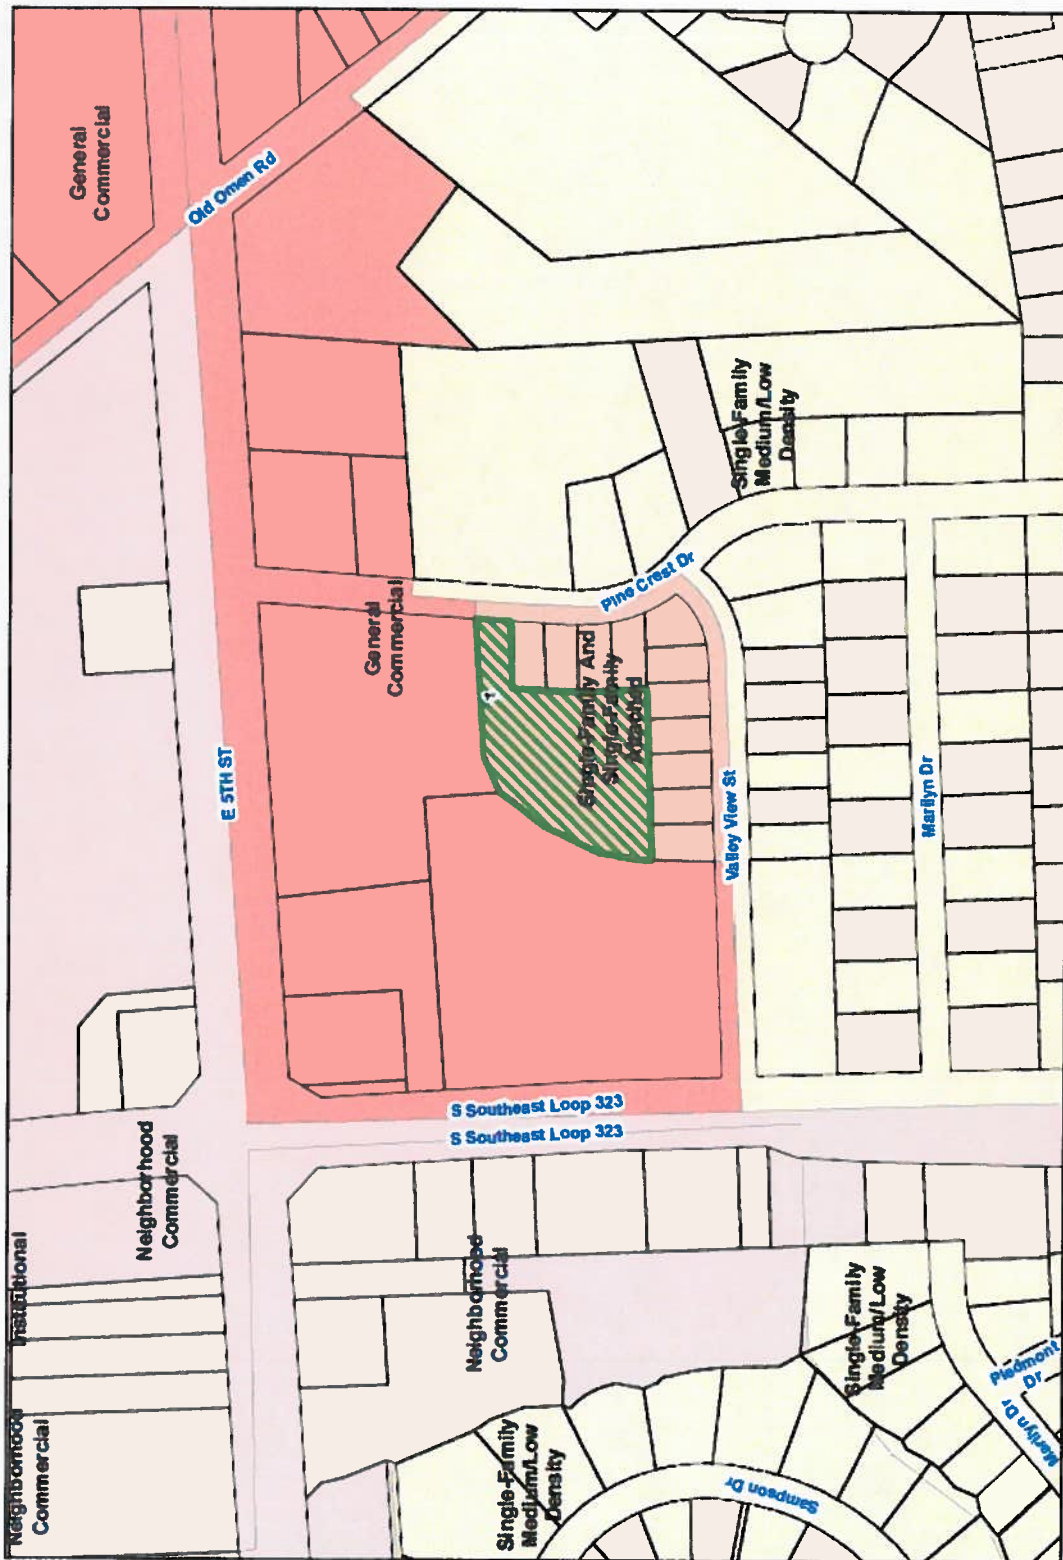 General
Commercial
Old Omen Rd
E 5TH ST
General
Commercial
Single-Family
Medium/Low
Density
Pine Crest Dr
1
Single-Family And
Single-Family
Attached
Valley View St
Marilyn Dr
S Southeast Loop 323
S Southeast Loop 323
Neighborhood
Commercial
Institutional
Neighborhood
Commercial
Neighborhood
Commercial
Single-Family
Medium/Low
Density
Single-Family
Medium/Low
Density
Sampson Dr
Marilyn Dr
Piedmont
Dr